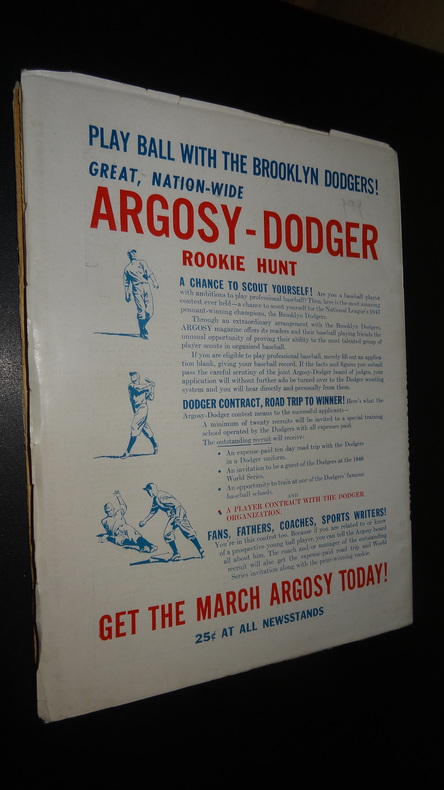 PLAY BALL WITH THE BROOKLYN DODGERS!
GREAT, NATION-WIDE
ARGOSY-DODGER
ROOKIE HUNT
A CHANCE TO SCOUT YOURSELF! Are you a baseball player
with ambitions to play professional baseball? Then, here is the most amazing
contest ever held—a chance to scout yourself for the National League's 1947
pennant-winning champions, the Brooklyn Dodgers.
Through an extraordinary arrangement with the Brooklyn Dodgers,
ARGOSY magazine offers its readers and their baseball playing friends the
unusual opportunity of proving their ability to the most talented group of
player scouts in organized baseball.
If you are eligible to play professional baseball, merely fill out an applica-
tion blank, giving your baseball record. If the facts and figures you submit
pass the careful scrutiny of the joint Argosy-Dodger board of judges, your
application will without further ado be turned over to the Dodger scouting
system and you will hear directly and personally from them.
DODGER CONTRACT, ROAD TRIP TO WINNER! Here's what the
Argosy-Dodger contest means to the successful applicants—
A minimum of twenty recruits will be invited to a special training
school operated by the Dodgers with all expenses paid.
The outstanding recruit will receive:
• An expense-paid ten day road trip with the Dodgers
in a Dodger uniform.
• An invitation to be a guest of the Dodgers at the 1948
World Series.
• An opportunity to train at one of the Dodgers' famous
baseball schools.
AND
• A PLAYER CONTRACT WITH THE DODGER
ORGANIZATION.
FANS, FATHERS, COACHES, SPORTS WRITERS!
You're in this contest too. Because if you are related to or know
of a prospective young ball player, you can tell the Argosy board
all about him. The coach and/or manager of the outstanding
recruit will also get the expense-paid road trip and World
Series invitation along with the prize-winning rookie.
GET THE MARCH ARGOSY TODAY!
25¢ AT ALL NEWSSTANDS